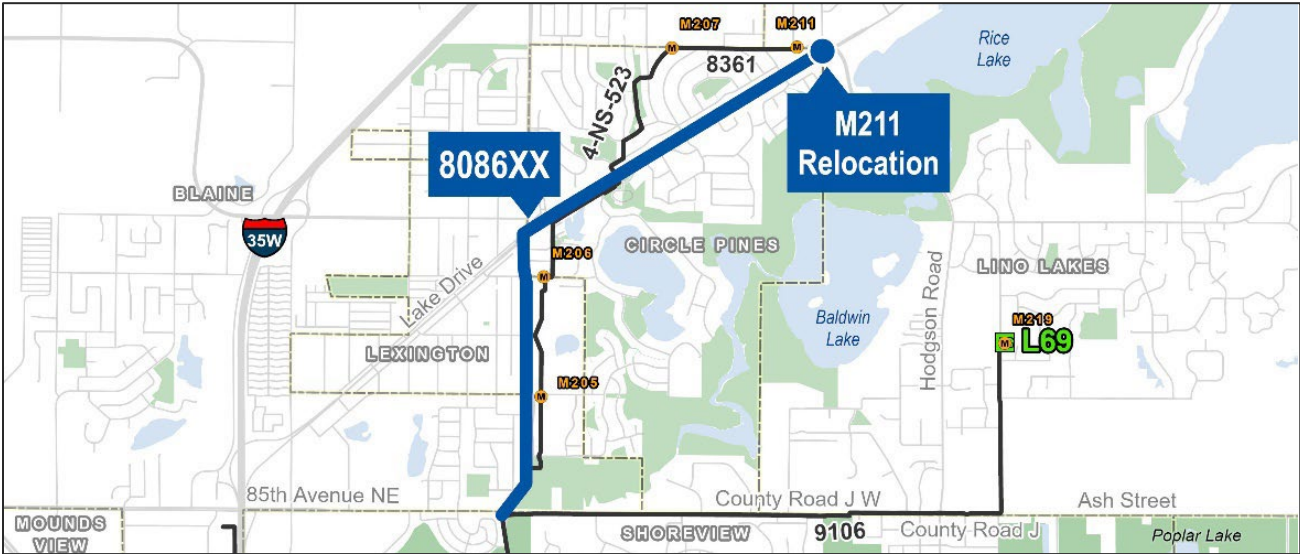 M207
M211
Rice
Lake
8361
4-NS-523
M211
Relocation
8086XX
BLAINE
35W
CIRCLE PINES
M206
LINO LAKES
Lake Drive
Hodgson Road
Baldwin
Lake
M219
M
L69
LEXINGTON
M205
M
M
M
M
85th Avenue NE
County Road J W
Ash Street
MOUNDS
VIEW
SHOREVIEW
9106
County Road J
Poplar Lake